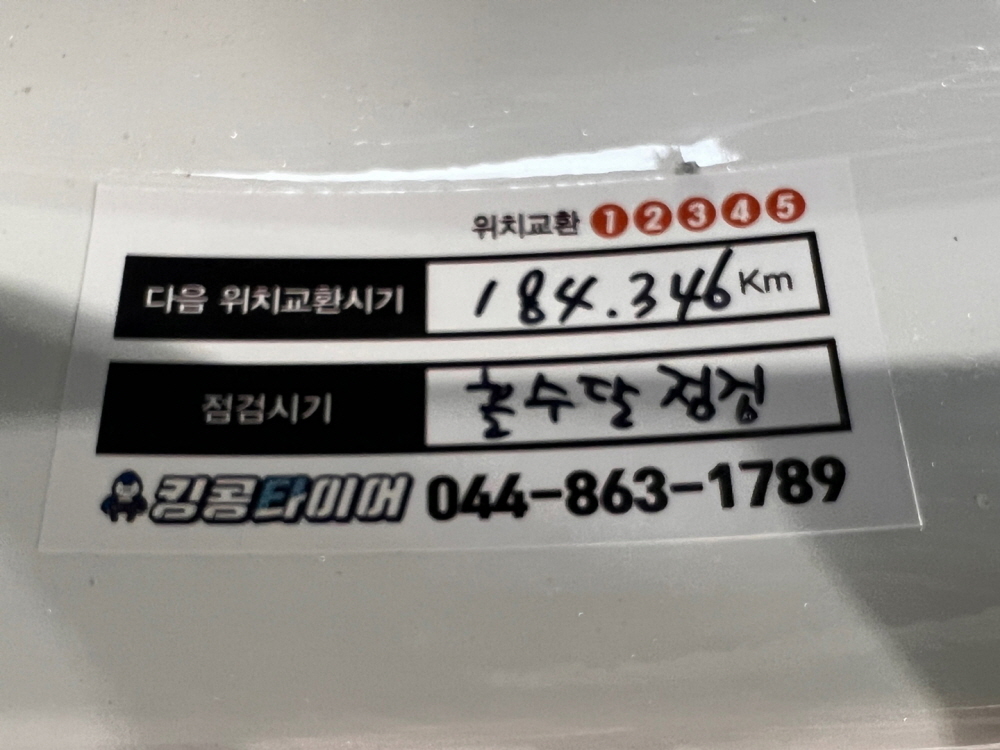 위치교환 1 2 3 4 5
다음 위치교환시기 184.346 Km
점검시기 홀수달 점검
킹콩타이어 044-863-1789